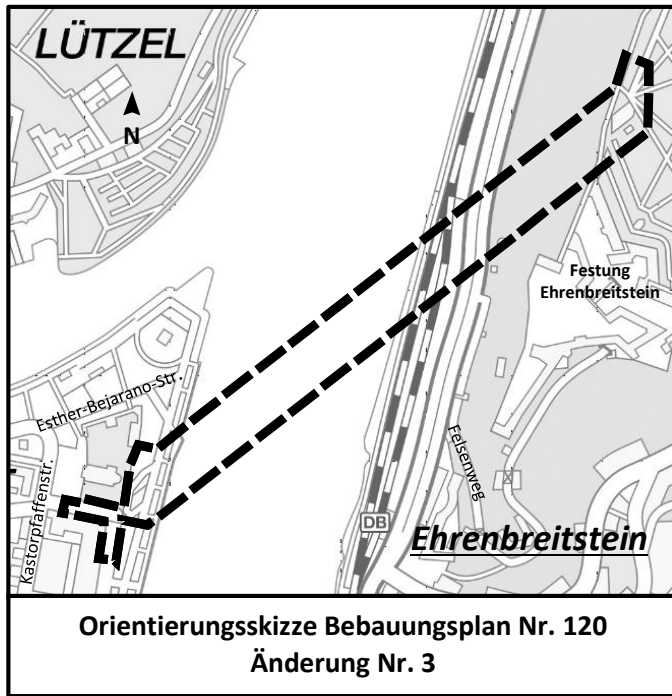 LÜTZEL
N
Festung
Ehrenbreitstein
Esther-Bejarano-Str.
Kastorpfaffenstr.
Felsenweg
DB
Ehrenbreitstein
Orientierungsskizze Bebauungsplan Nr. 120
Änderung Nr. 3